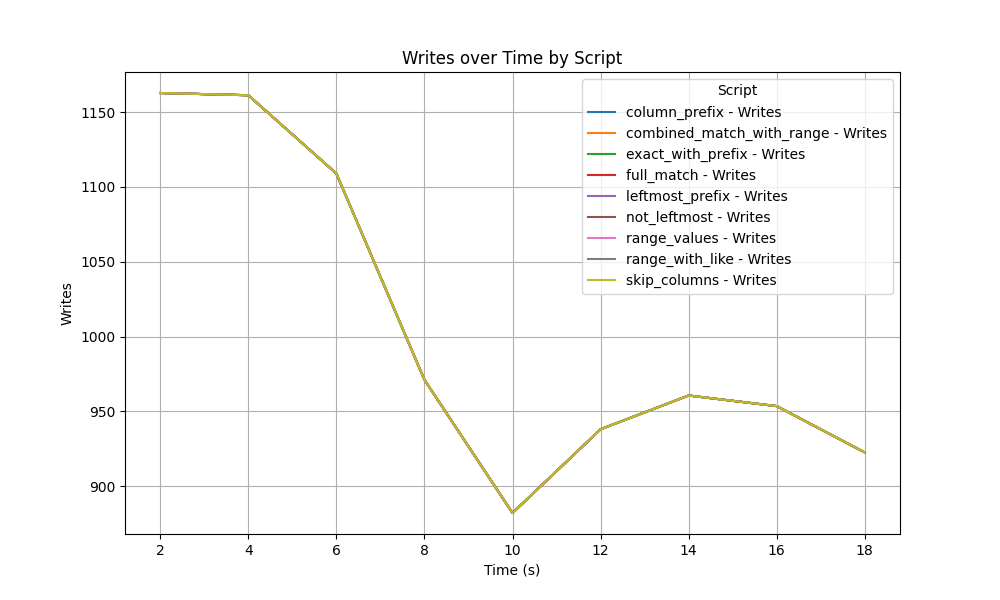 Writes over Time by Script
Script
column_prefix - Writes
combined_match_with_range - Writes
exact_with_prefix - Writes
full_match - Writes
leftmost_prefix - Writes
not_leftmost - Writes
range_values - Writes
range_with_like - Writes
skip_columns - Writes
Writes
1150
1100
1050
1000
950
900
2 4 6 8 10 12 14 16 18
Time (s)